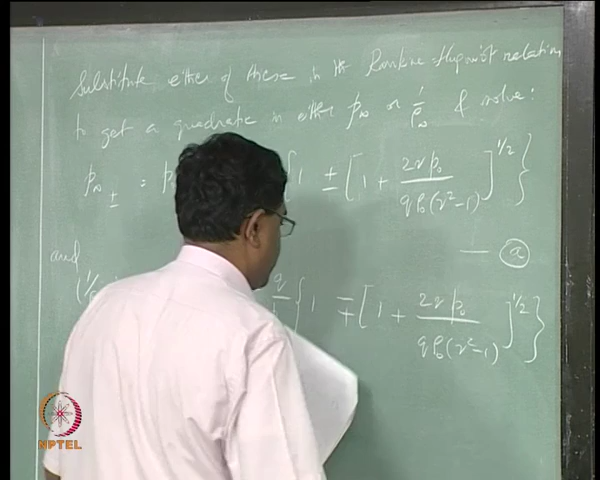 Substitute either of these in the Rankine-Hugoniot relation
to get a quadratic in either p∞ or 1/ρ∞ & solve:
p∞± = p {1 ± [1 + 2γp₀/qρ₀(γ²-1)]^1/2}
— (a)
and
(1/ρ q/ {1 ∓ [1 + 2γp₀/qρ₀(γ²-1)]^1/2}
NPTEL